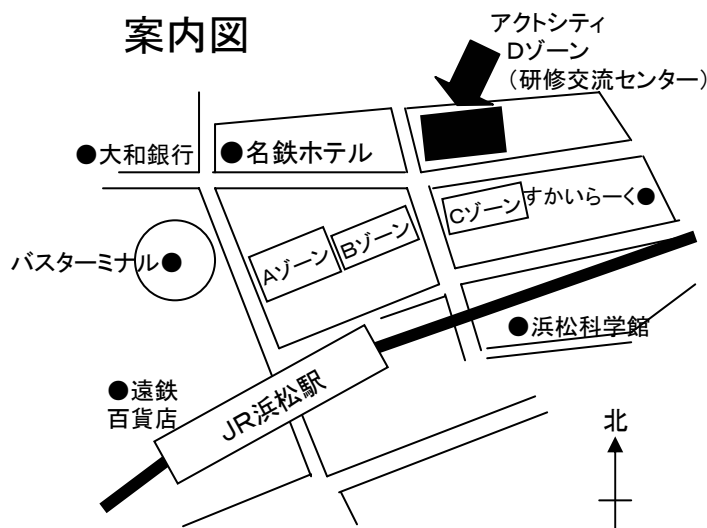 案内図
アクトシティ
Dゾーン
（研修交流センター）
●大和銀行
●名鉄ホテル
Aゾーン
Bゾーン
Cゾーン
すかいらーく●
バスターミナル●
●浜松科学館
●遠鉄
百貨店
JR浜松駅
北